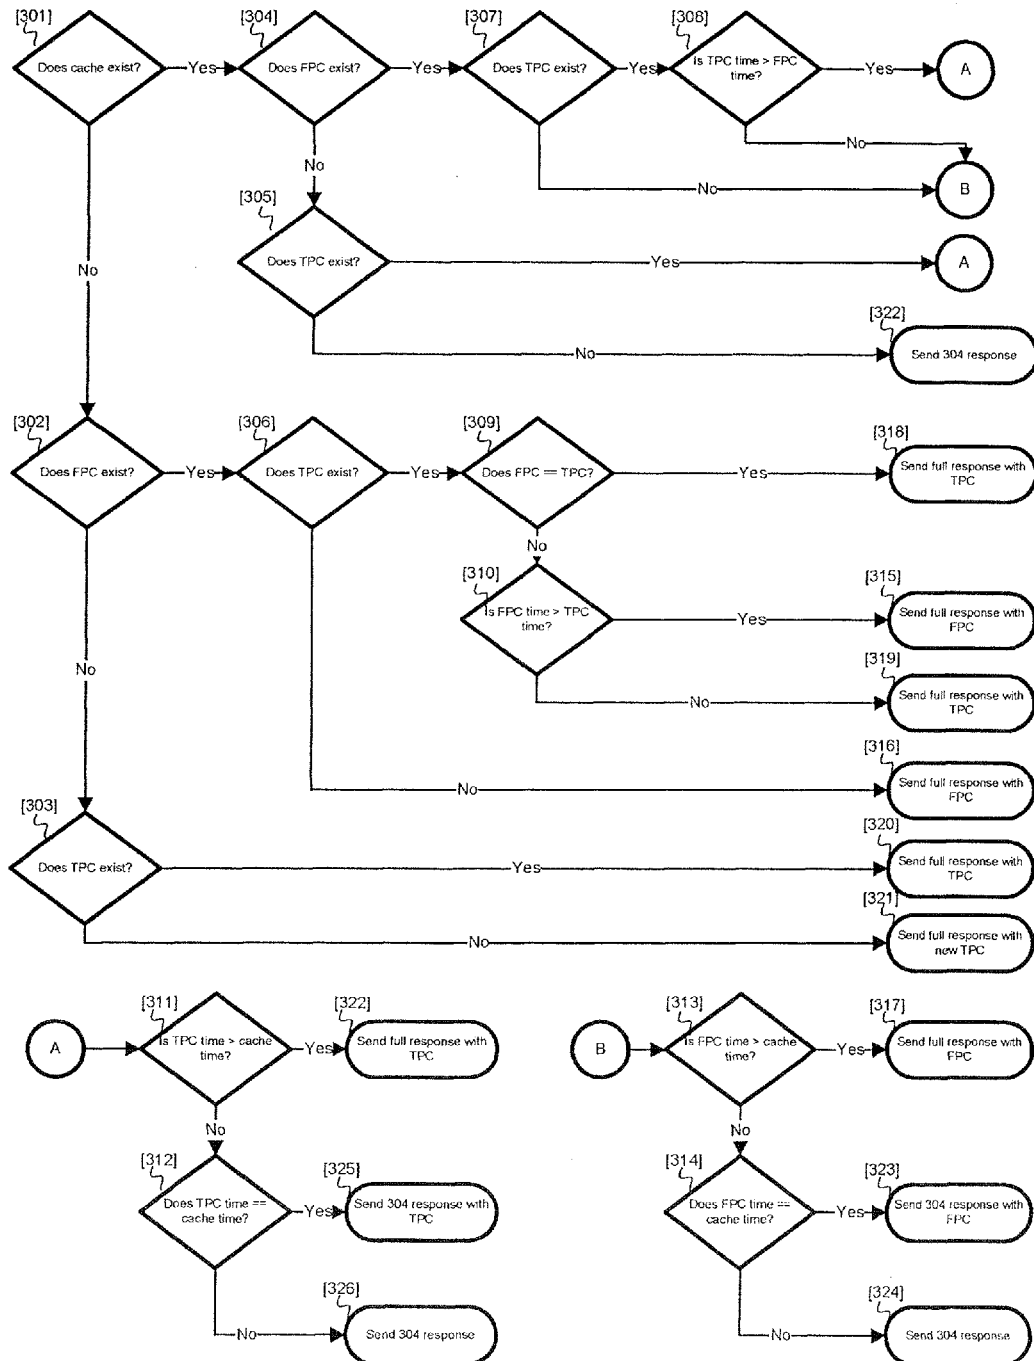 [301]
Does cache exist?
Yes
[304]
Does FPC exist?
Yes
[307]
Does TPC exist?
Yes
[308]
Is TPC time > FPC
time?
Yes
A
No
B
No
No
[305]
Does TPC exist?
Yes
A
No
[322]
Send 304 response
No
[302]
Does FPC exist?
Yes
[306]
Does TPC exist?
Yes
[309]
Does FPC == TPC?
Yes
[318]
Send full response with
TPC
No
[310]
Is FPC time > TPC
time?
Yes
[315]
Send full response with
FPC
No
[319]
Send full response with
TPC
No
[316]
Send full response with
FPC
No
[303]
Does TPC exist?
Yes
[320]
Send full response with
TPC
No
[321]
Send full response with
new TPC
A
[311]
Is TPC time > cache
time?
Yes
[322]
Send full response with
TPC
No
[312]
Does TPC time ==
cache time?
Yes
[325]
Send 304 response with
TPC
No
[326]
Send 304 response
B
[313]
Is FPC time > cache
time?
Yes
[317]
Send full response with
FPC
No
[314]
Does FPC time ==
cache time?
Yes
[323]
Send 304 response with
FPC
No
[324]
Send 304 response